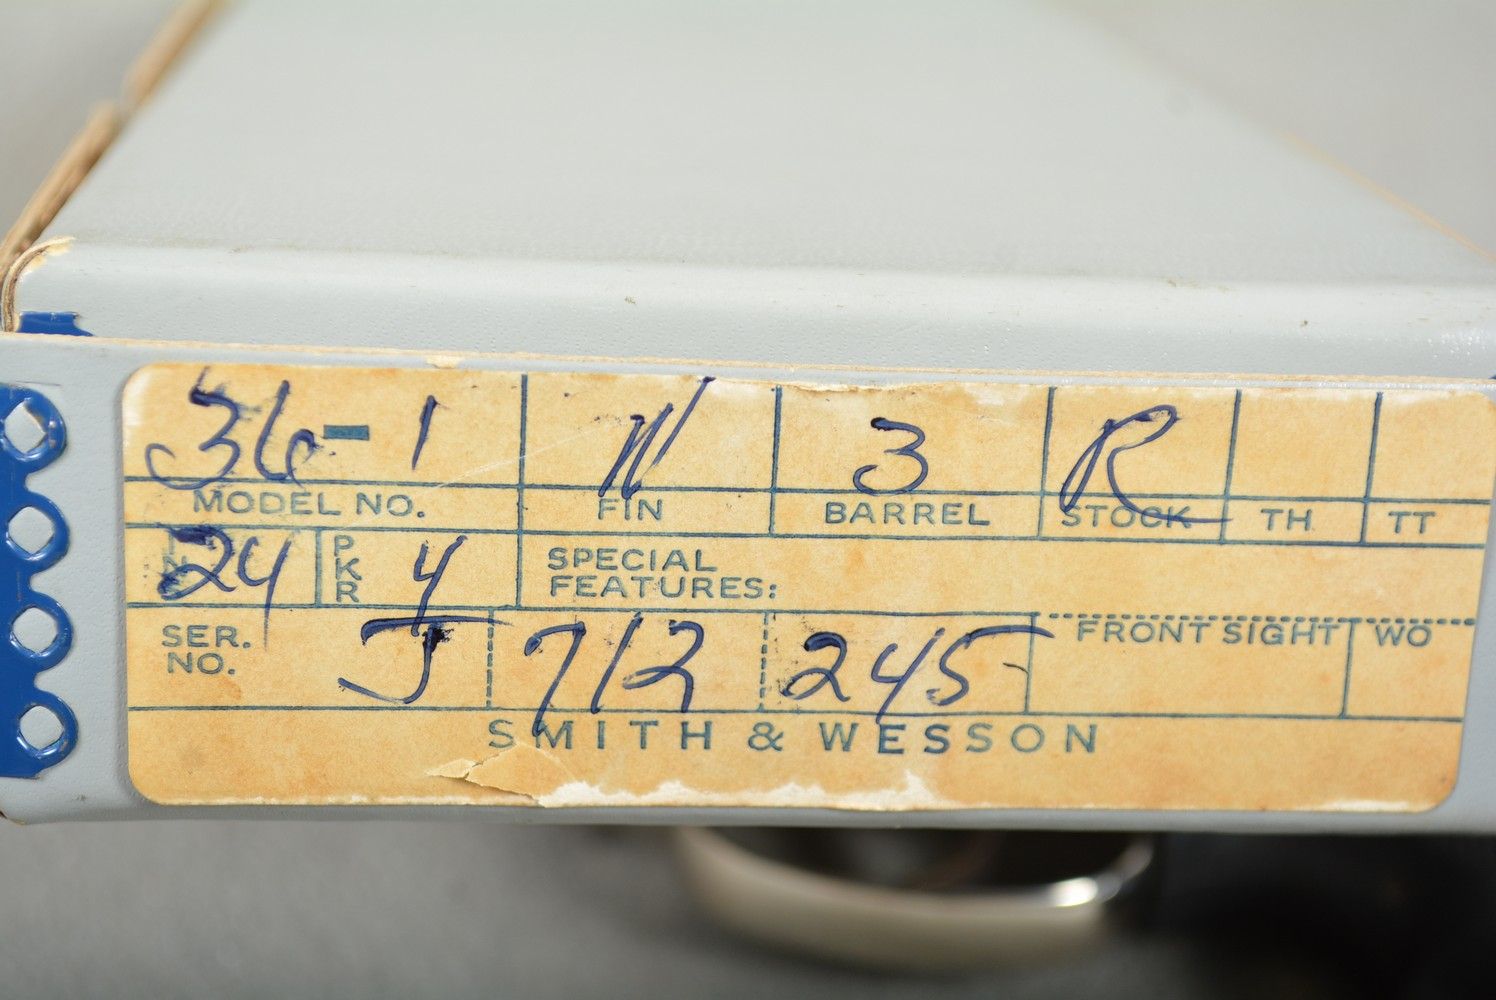 36-1 N 3 R
MODEL NO. FIN BARREL STOCK TH TT
24 PKR 4 SPECIAL
FEATURES:
SER. NO. J 712 245 FRONT SIGHT WO
SMITH & WESSON